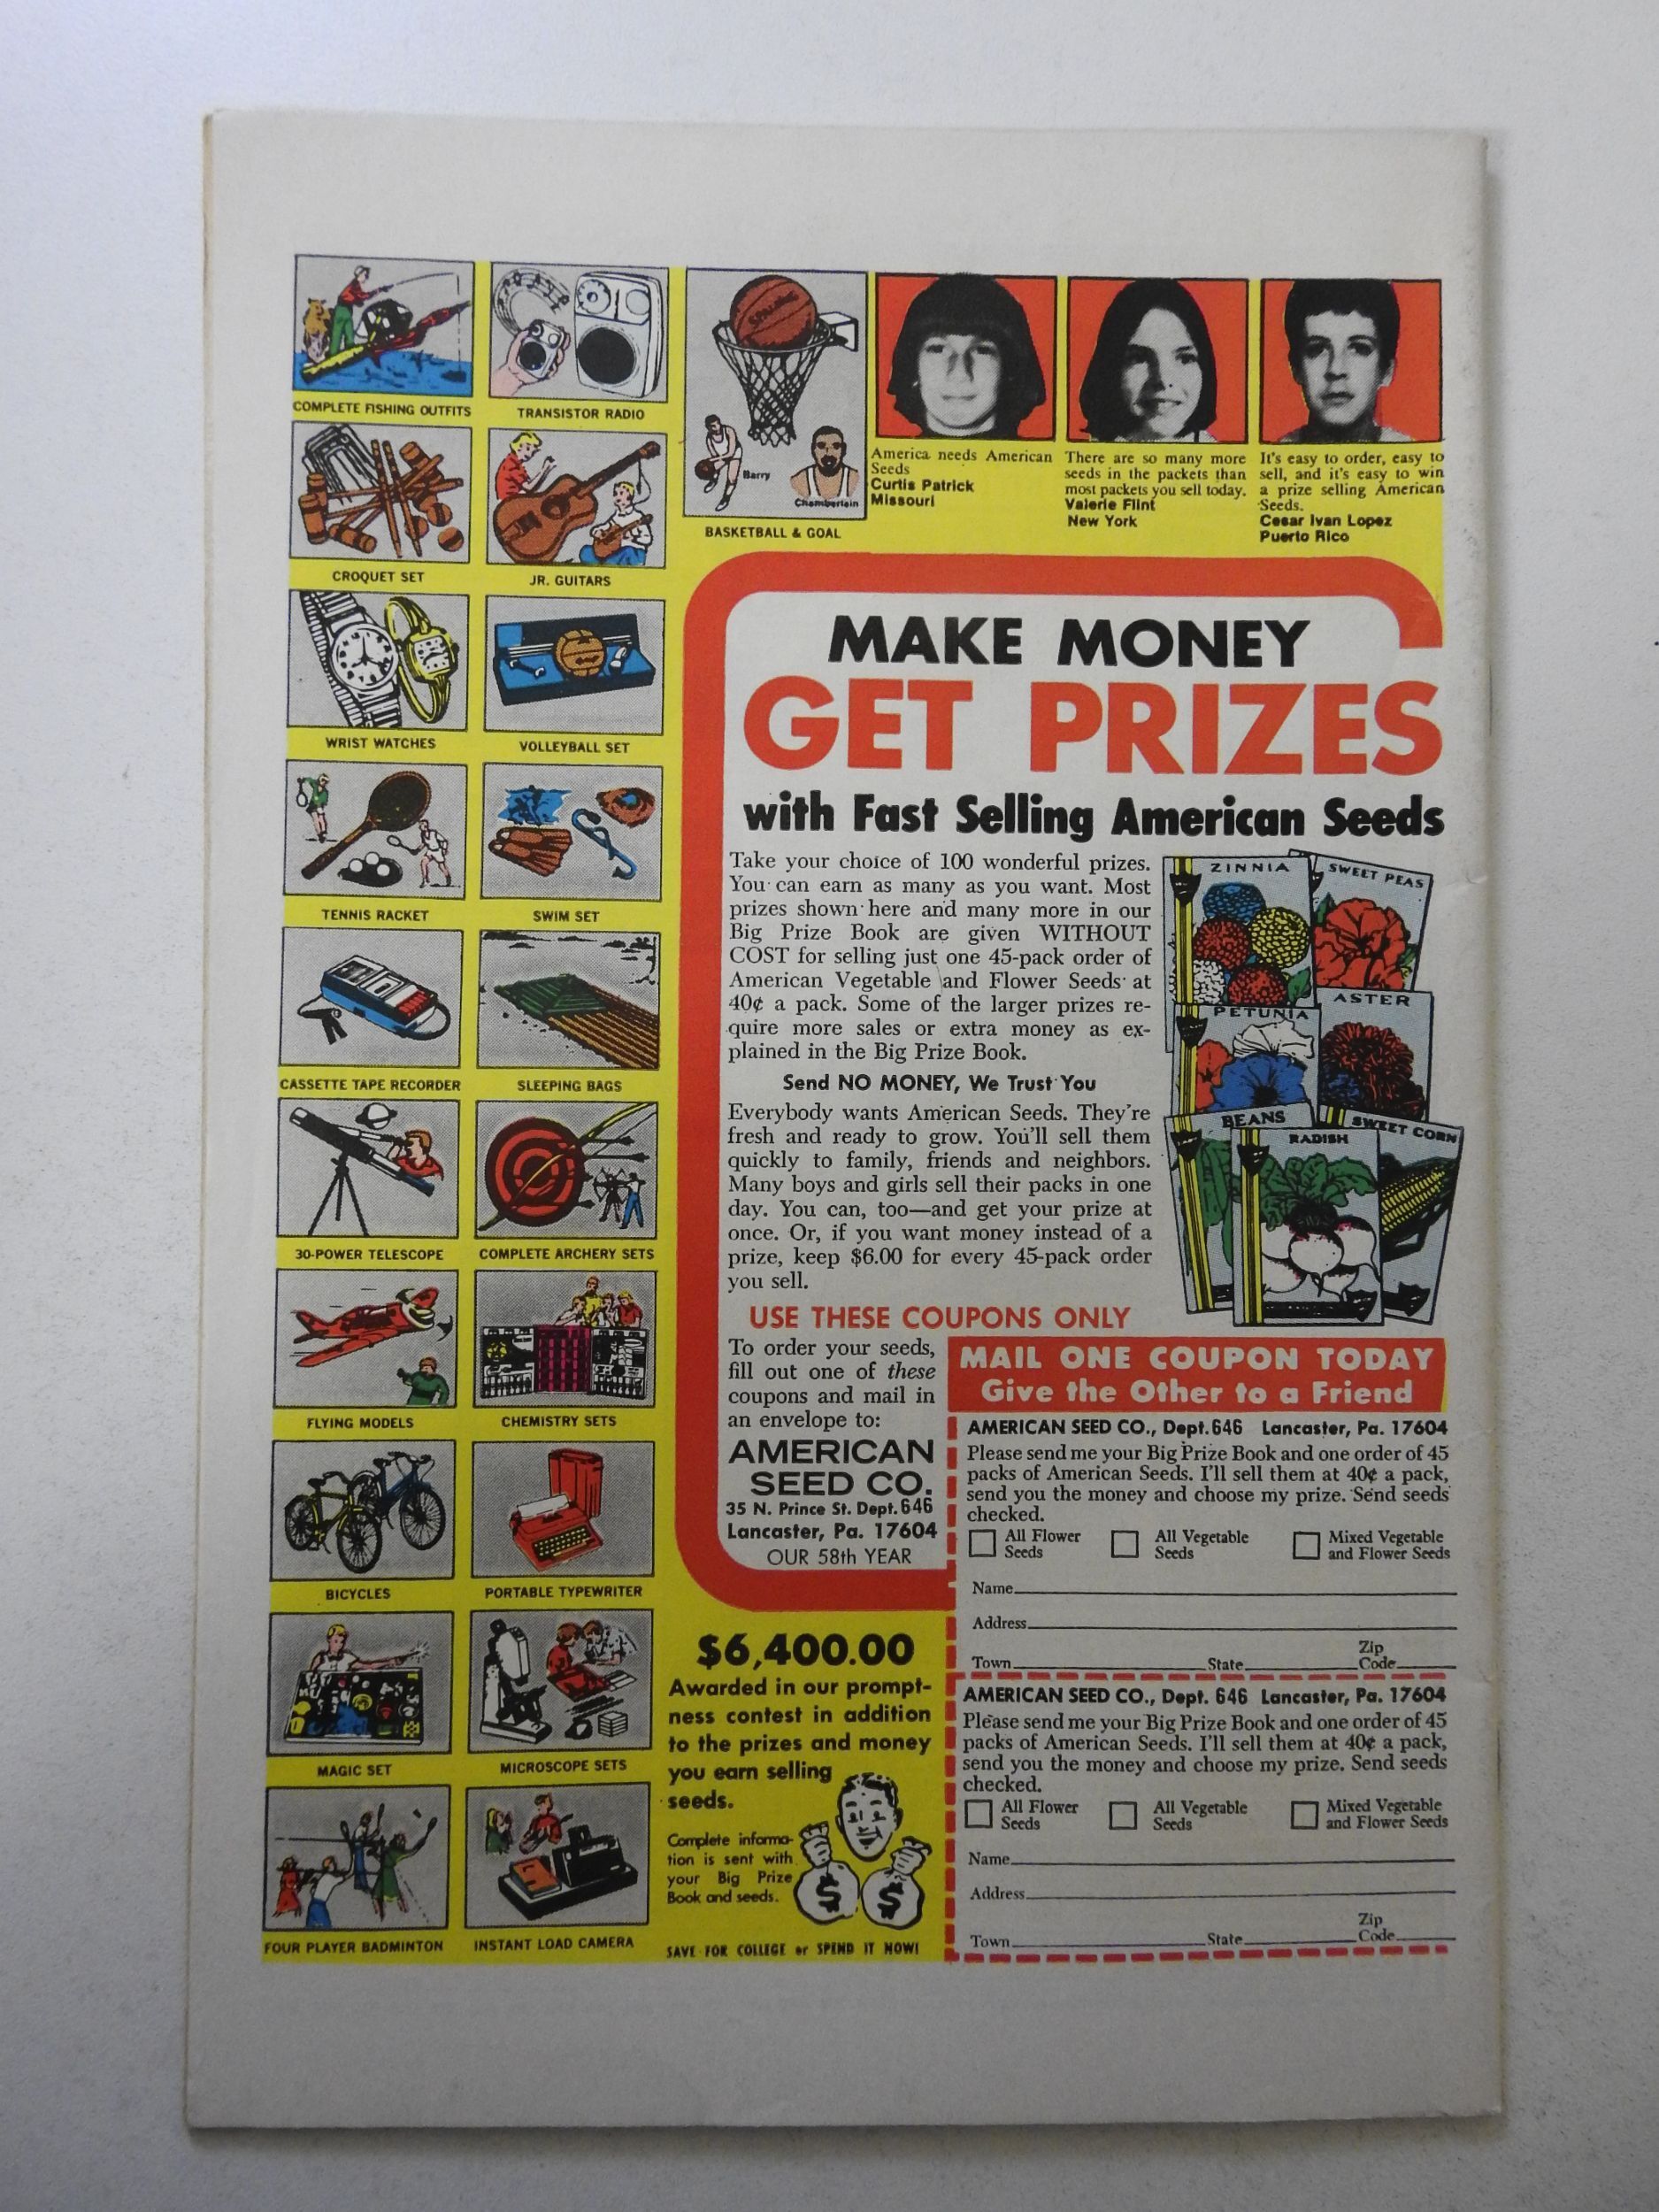 COMPLETE FISHING OUTFITS
TRANSISTOR RADIO
CROQUET SET
JR. GUITARS
WRIST WATCHES
VOLLEYBALL SET
TENNIS RACKET
SWIM SET
CASSETTE TAPE RECORDER
SLEEPING BAGS
30-POWER TELESCOPE
COMPLETE ARCHERY SETS
FLYING MODELS
CHEMISTRY SETS
BICYCLES
PORTABLE TYPEWRITER
MAGIC SET
MICROSCOPE SETS
FOUR PLAYER BADMINTON
INSTANT LOAD CAMERA
SPALDING
Barry
Chamberlain
BASKETBALL & GOAL
America needs American
Seeds
Curtis Patrick
Missouri
There are so many more
seeds in the packets than
most packets you sell today.
Valerie Flint
New York
It's easy to order, easy to
sell, and it's easy to win
a prize selling American
Seeds.
Cesar Ivan Lopez
Puerto Rico
MAKE MONEY
GET PRIZES
with Fast Selling American Seeds
Take your choice of 100 wonderful prizes.
You can earn as many as you want. Most
prizes shown here and many more in our
Big Prize Book are given WITHOUT
COST for selling just one 45-pack order of
American Vegetable and Flower Seeds at
40¢ a pack. Some of the larger prizes re-
quire more sales or extra money as ex-
plained in the Big Prize Book.
Send NO MONEY, We Trust You
Everybody wants American Seeds. They're
fresh and ready to grow. You'll sell them
quickly to family, friends and neighbors.
Many boys and girls sell their packs in one
day. You can, too—and get your prize at
once. Or, if you want money instead of a
prize, keep $6.00 for every 45-pack order
you sell.
ZINNIA
SWEET PEAS
PETUNIA
ASTER
BEANS
RADISH
SWEET CORN
USE THESE COUPONS ONLY
To order your seeds,
fill out one of these
coupons and mail in
an envelope to:
AMERICAN
SEED CO.
35 N. Prince St. Dept. 646
Lancaster, Pa. 17604
OUR 58th YEAR
MAIL ONE COUPON TODAY
Give the Other to a Friend
AMERICAN SEED CO., Dept. 646 Lancaster, Pa. 17604
Please send me your Big Prize Book and one order of 45
packs of American Seeds. I'll sell them at 40¢ a pack,
send you the money and choose my prize. Send seeds
checked.
All Flower Seeds
All Vegetable Seeds
Mixed Vegetable and Flower Seeds
Name
Address
Town State Zip Code
AMERICAN SEED CO., Dept. 646 Lancaster, Pa. 17604
Please send me your Big Prize Book and one order of 45
packs of American Seeds. I'll sell them at 40¢ a pack,
send you the money and choose my prize. Send seeds
checked.
All Flower Seeds
All Vegetable Seeds
Mixed Vegetable and Flower Seeds
Name
Address
Town State Zip Code
$6,400.00
Awarded in our prompt-
ness contest in addition
to the prizes and money
you earn selling
seeds.
Complete informa-
tion is sent with
your Big Prize
Book and seeds.
$ $
SAVE FOR COLLEGE or SPEND IT NOW!